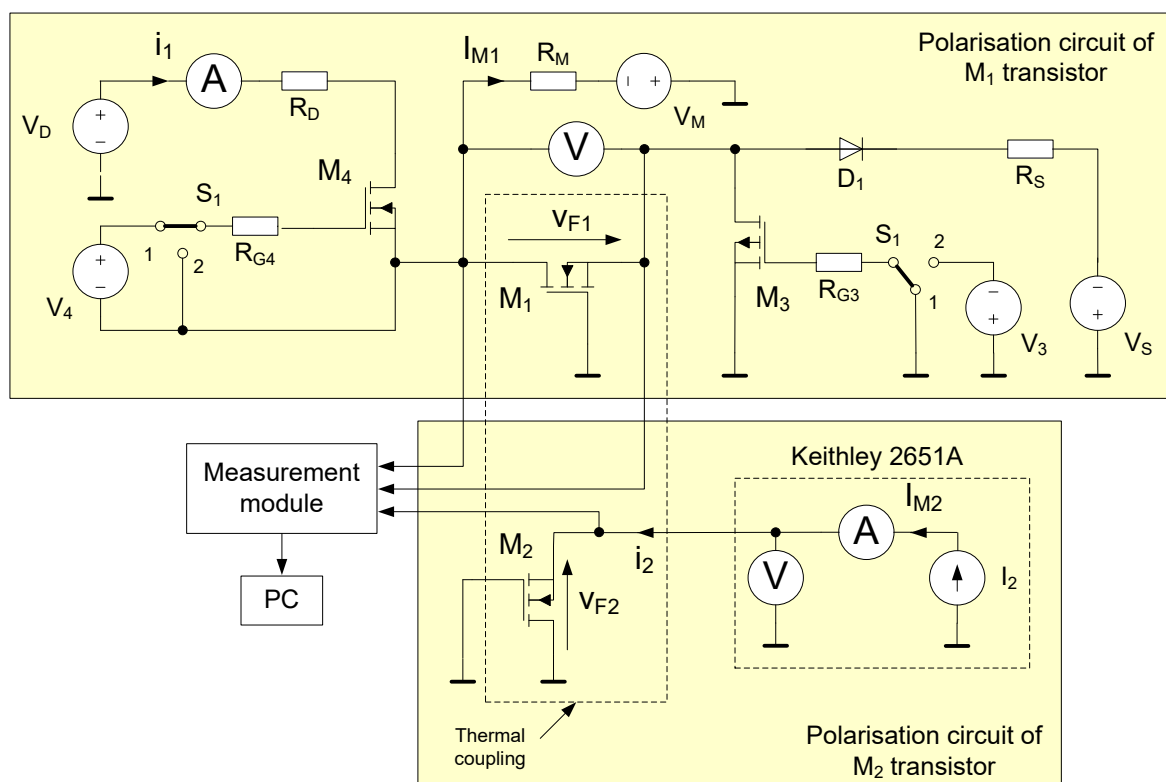 Polarisation circuit of
M1 transistor
i1
A
RD
VD
+
−
IM1
RM
VM
−
+
V
D1
RS
M4
S1
RG4
1
2
V4
+
−
vF1
M1
M3
RG3
S1
2
1
V3
−
+
VS
−
+
Measurement
module
PC
Keithley 2651A
IM2
A
V
I2
i2
M2
vF2
Thermal
coupling
Polarisation circuit of
M2 transistor